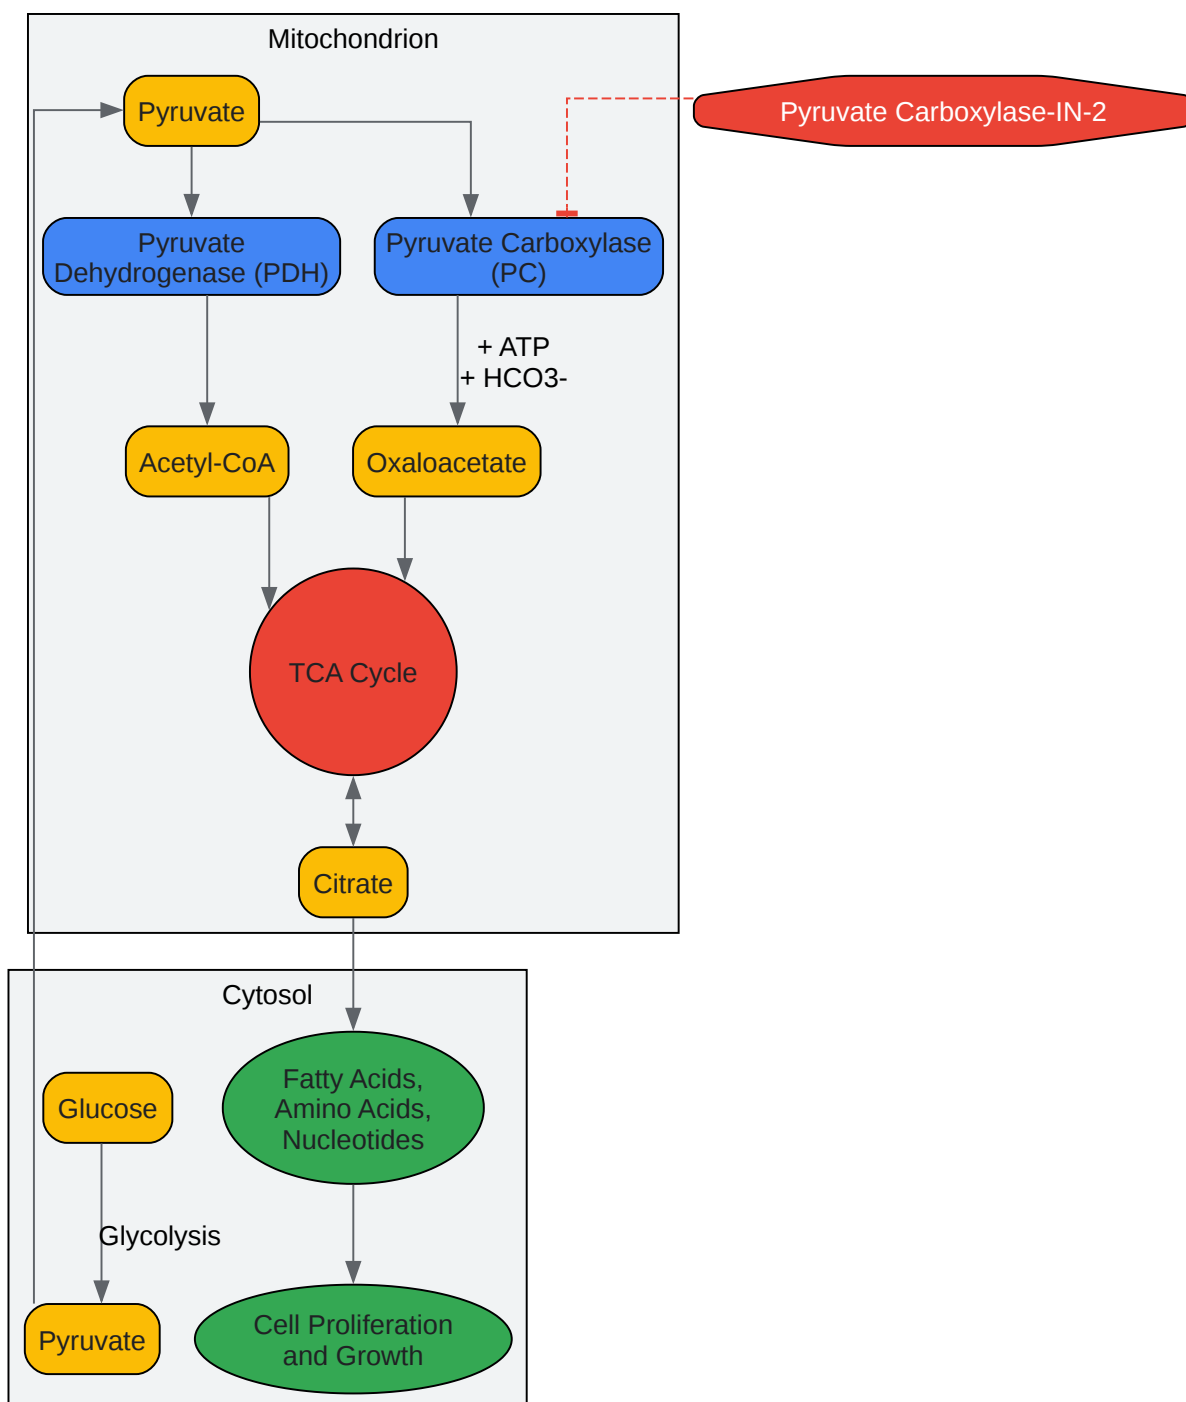 Mitochondrion
Pyruvate
Pyruvate Carboxylase-IN-2
Pyruvate
Dehydrogenase (PDH)
Pyruvate Carboxylase
(PC)
+ ATP
+ HCO3-
Acetyl-CoA
Oxaloacetate
TCA Cycle
Citrate
Cytosol
Fatty Acids,
Amino Acids,
Nucleotides
Glucose
Glycolysis
Pyruvate
Cell Proliferation
and Growth